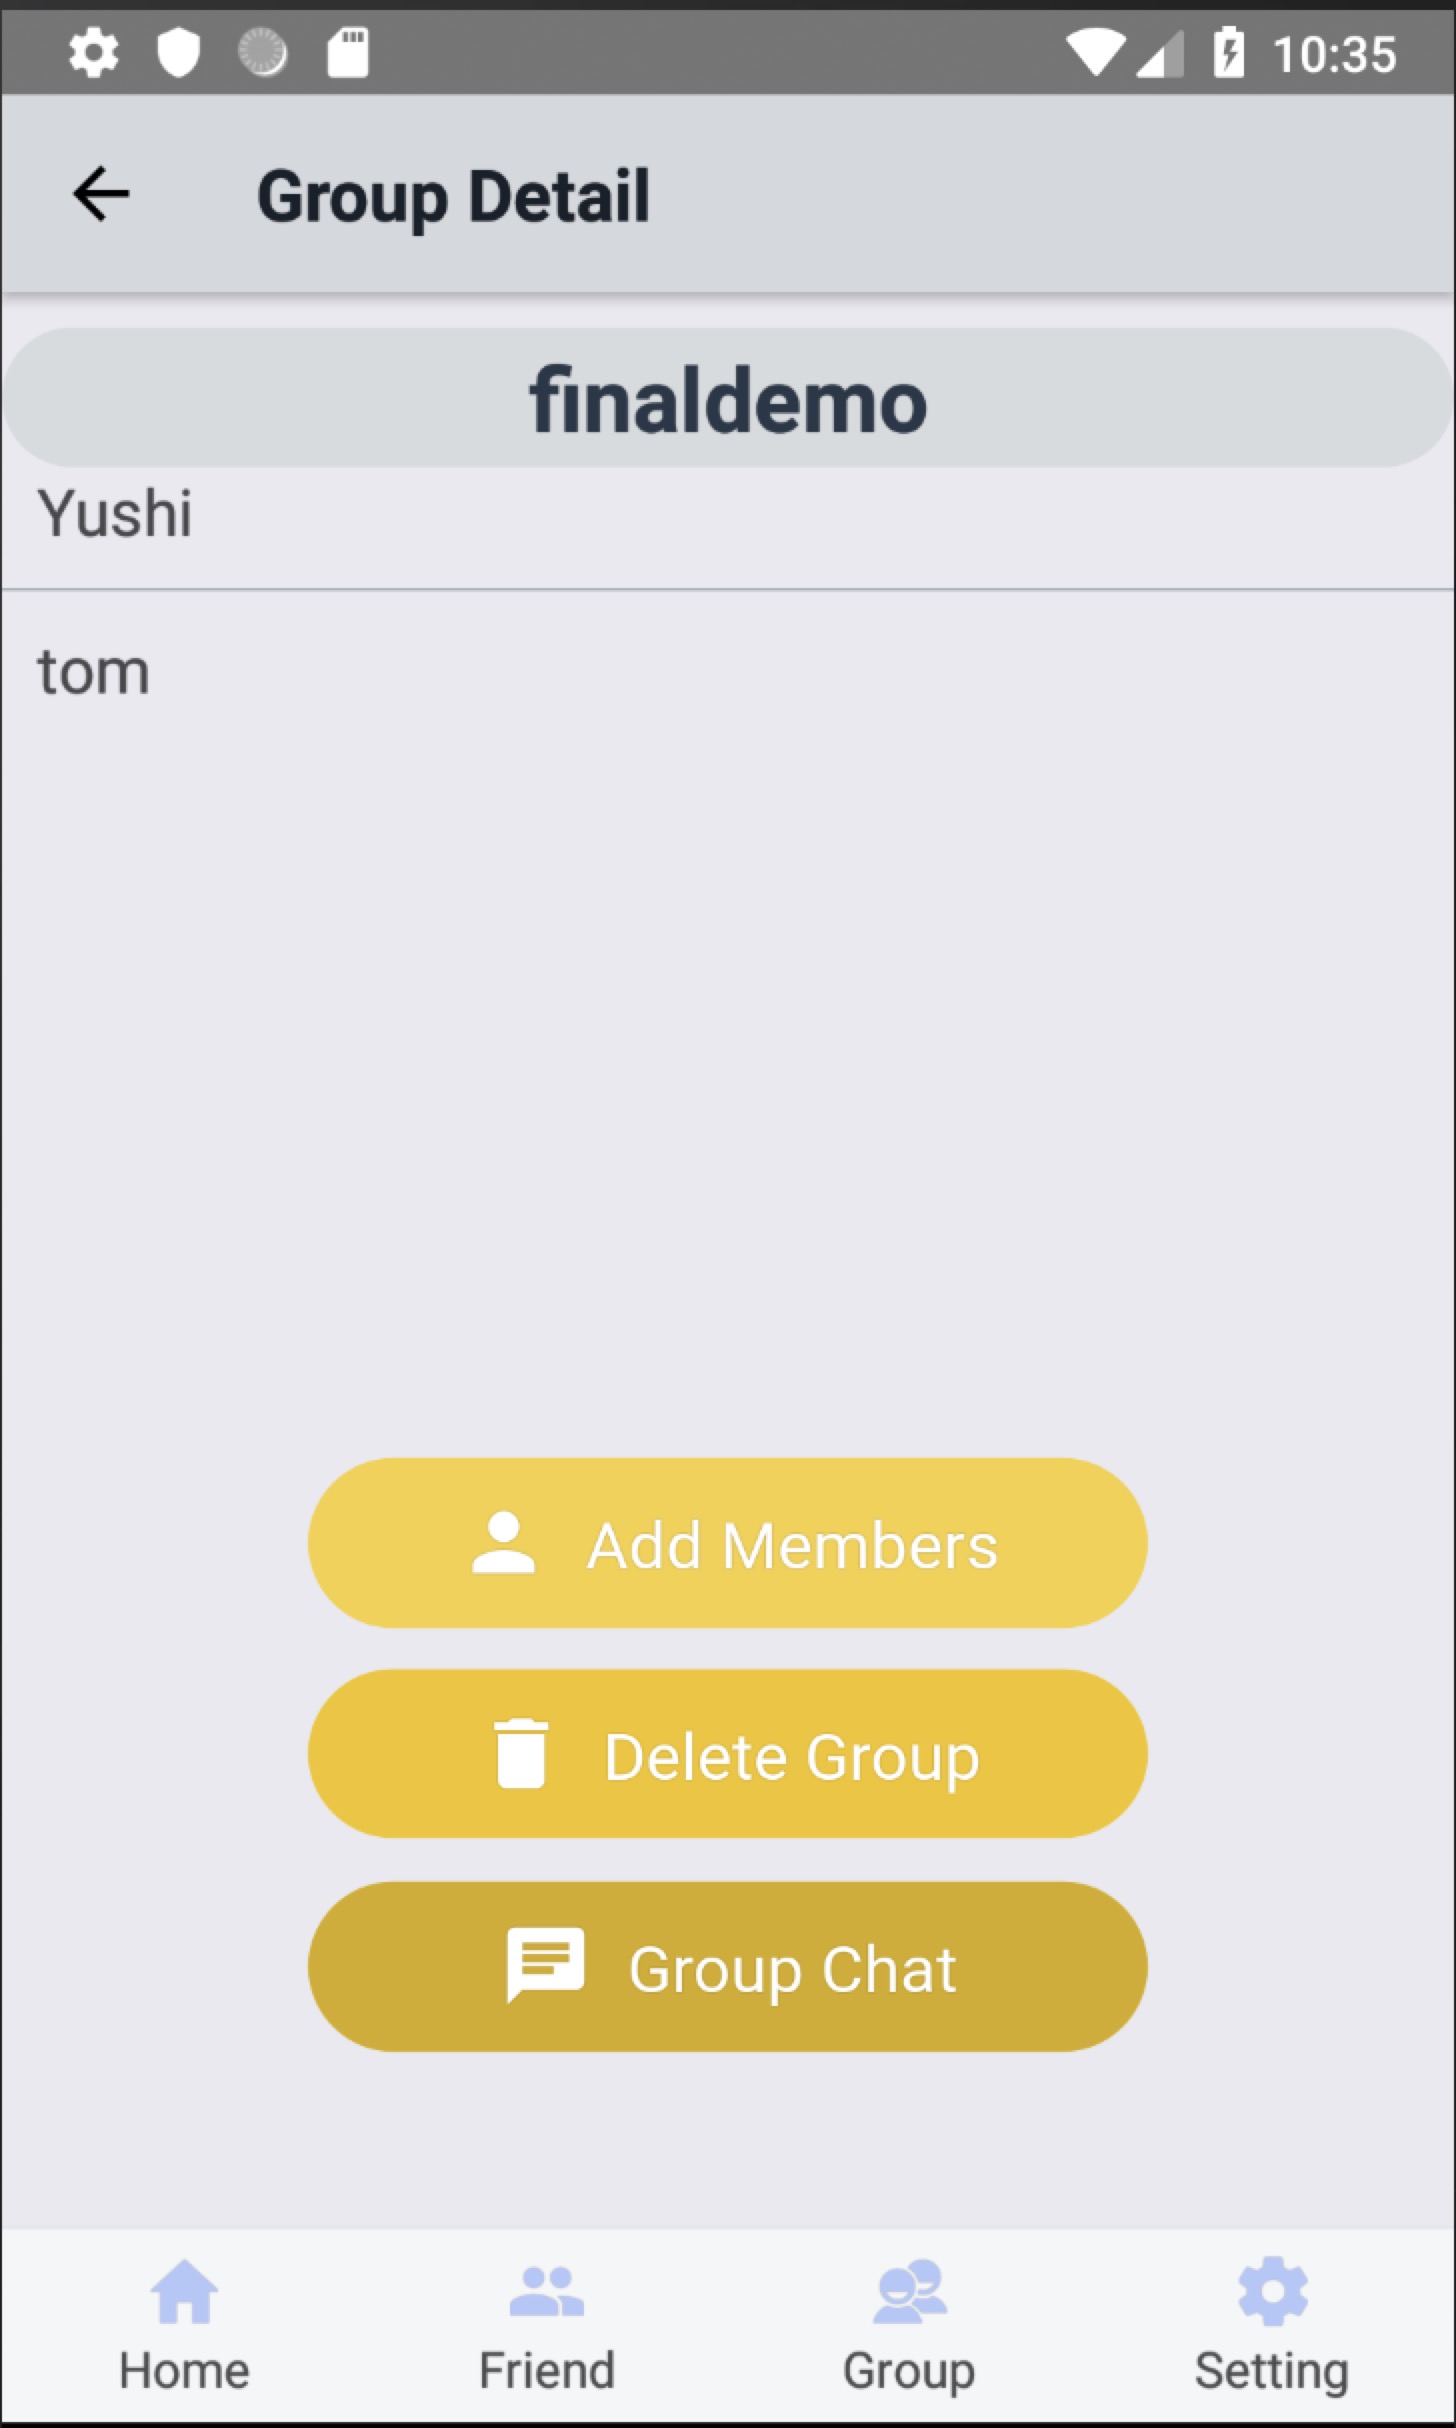 10:35
Group Detail
finaldemo
Yushi
tom
Add Members
Delete Group
Group Chat
Home Friend Group Setting